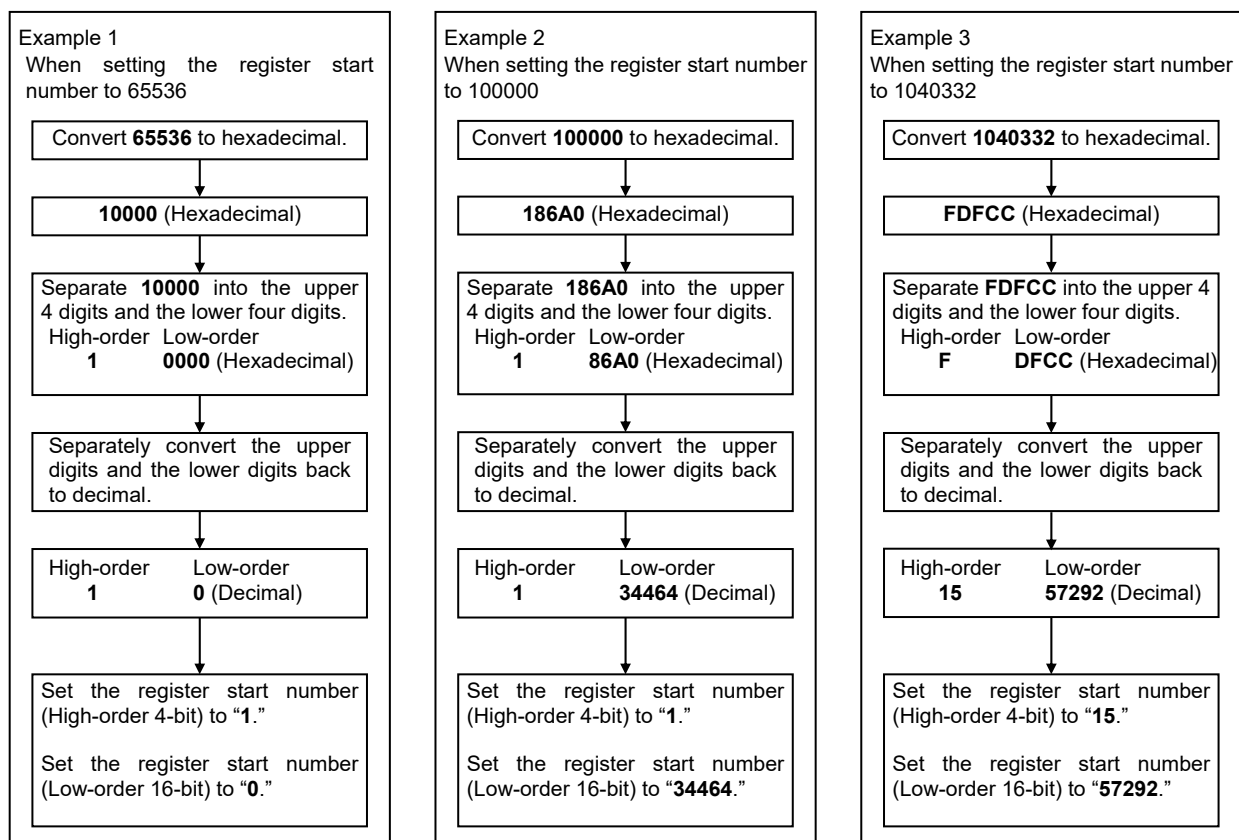 Example 1
When setting the register start
number to 65536
Convert 65536 to hexadecimal.
10000 (Hexadecimal)
Separate 10000 into the upper
4 digits and the lower four digits.
High-order Low-order
1 0000 (Hexadecimal)
Separately convert the upper
digits and the lower digits back
to decimal.
High-order Low-order
1 0 (Decimal)
Set the register start number
(High-order 4-bit) to “1.”
Set the register start number
(Low-order 16-bit) to “0.”
Example 2
When setting the register start number
to 100000
Convert 100000 to hexadecimal.
186A0 (Hexadecimal)
Separate 186A0 into the upper
4 digits and the lower four digits.
High-order Low-order
1 86A0 (Hexadecimal)
Separately convert the upper
digits and the lower digits back
to decimal.
High-order Low-order
1 34464 (Decimal)
Set the register start number
(High-order 4-bit) to “1.”
Set the register start number
(Low-order 16-bit) to “34464.”
Example 3
When setting the register start number
to 1040332
Convert 1040332 to hexadecimal.
FDFCC (Hexadecimal)
Separate FDFCC into the upper 4
digits and the lower four digits.
High-order Low-order
F DFCC (Hexadecimal)
Separately convert the upper
digits and the lower digits back
to decimal.
High-order Low-order
15 57292 (Decimal)
Set the register start number
(High-order 4-bit) to “15.”
Set the register start number
(Low-order 16-bit) to “57292.”